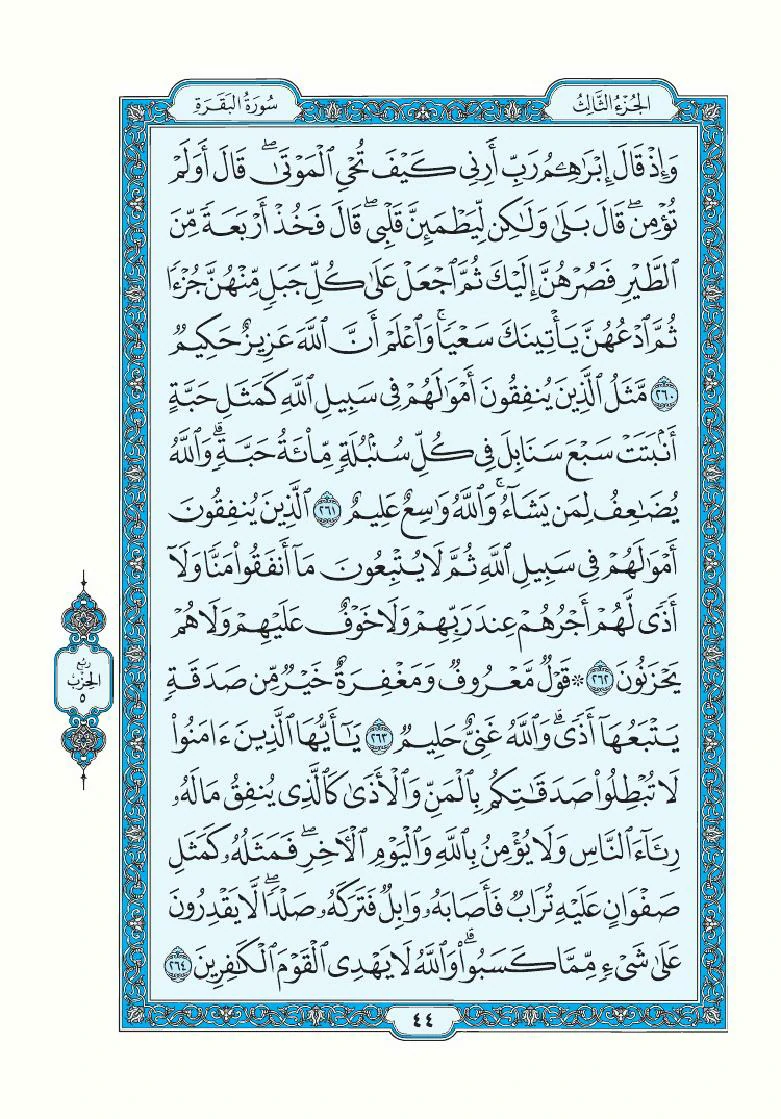 الجُزْءُ الثَّالِثُ
سُورَةُ البَقَرَةِ
وَإِذْ قَالَ إِبْرَٰهِـۧمُ رَبِّ أَرِنِى كَيْفَ تُحْىِ ٱلْمَوْتَىٰۖ قَالَ أَوَلَمْ
تُؤْمِنۖ قَالَ بَلَىٰ وَلَـٰكِن لِّيَطْمَئِنَّ قَلْبِىۖ قَالَ فَخُذْ أَرْبَعَةً مِّنَ
ٱلطَّيْرِ فَصُرْهُنَّ إِلَيْكَ ثُمَّ ٱجْعَلْ عَلَىٰ كُلِّ جَبَلٍ مِّنْهُنَّ جُزْءًا
ثُمَّ ٱدْعُهُنَّ يَأْتِينَكَ سَعْيًاۚ وَٱعْلَمْ أَنَّ ٱللَّهَ عَزِيزٌ حَكِيمٌ
٢٦٠ مَّثَلُ ٱلَّذِينَ يُنفِقُونَ أَمْوَٰلَهُمْ فِى سَبِيلِ ٱللَّهِ كَمَثَلِ حَبَّةٍ
أَنۢبَتَتْ سَبْعَ سَنَابِلَ فِى كُلِّ سُنۢبُلَةٍ مِّا۟ئَةُ حَبَّةٍۗ وَٱللَّهُ
يُضَـٰعِفُ لِمَن يَشَآءُۚ وَٱللَّهُ وَٰسِعٌ عَلِيمٌ ٢٦١ ٱلَّذِينَ يُنفِقُونَ
أَمْوَٰلَهُمْ فِى سَبِيلِ ٱللَّهِ ثُمَّ لَا يُتْبِعُونَ مَآ أَنفَقُوا۟ مَنًّا وَلَآ
أَذًى لَّهُمْ أَجْرُهُمْ عِندَ رَبِّهِمْ وَلَا خَوْفٌ عَلَيْهِمْ وَلَا هُمْ
يَحْزَنُونَ ٢٦٢ ۞ قَوْلٌ مَّعْرُوفٌ وَمَغْفِرَةٌ خَيْرٌ مِّن صَدَقَةٍ
يَتْبَعُهَآ أَذًىۗ وَٱللَّهُ غَنِىٌّ حَلِيمٌ ٢٦٣ يَـٰٓأَيُّهَا ٱلَّذِينَ ءَامَنُوا۟
لَا تُبْطِلُوا۟ صَدَقَـٰتِكُم بِٱلْمَنِّ وَٱلْأَذَىٰ كَٱلَّذِى يُنفِقُ مَالَهُۥ
رِئَآءَ ٱلنَّاسِ وَلَا يُؤْمِنُ بِٱللَّهِ وَٱلْيَوْمِ ٱلْـَٔاخِرِۖ فَمَثَلُهُۥ كَمَثَلِ
صَفْوَانٍ عَلَيْهِ تُرَابٌ فَأَصَابَهُۥ وَابِلٌ فَتَرَكَهُۥ صَلْدًاۖ لَّا يَقْدِرُونَ
عَلَىٰ شَىْءٍ مِّمَّا كَسَبُوا۟ۗ وَٱللَّهُ لَا يَهْدِى ٱلْقَوْمَ ٱلْكَـٰفِرِينَ ٢٦٤
ربع
الحزب
٥
٤٤